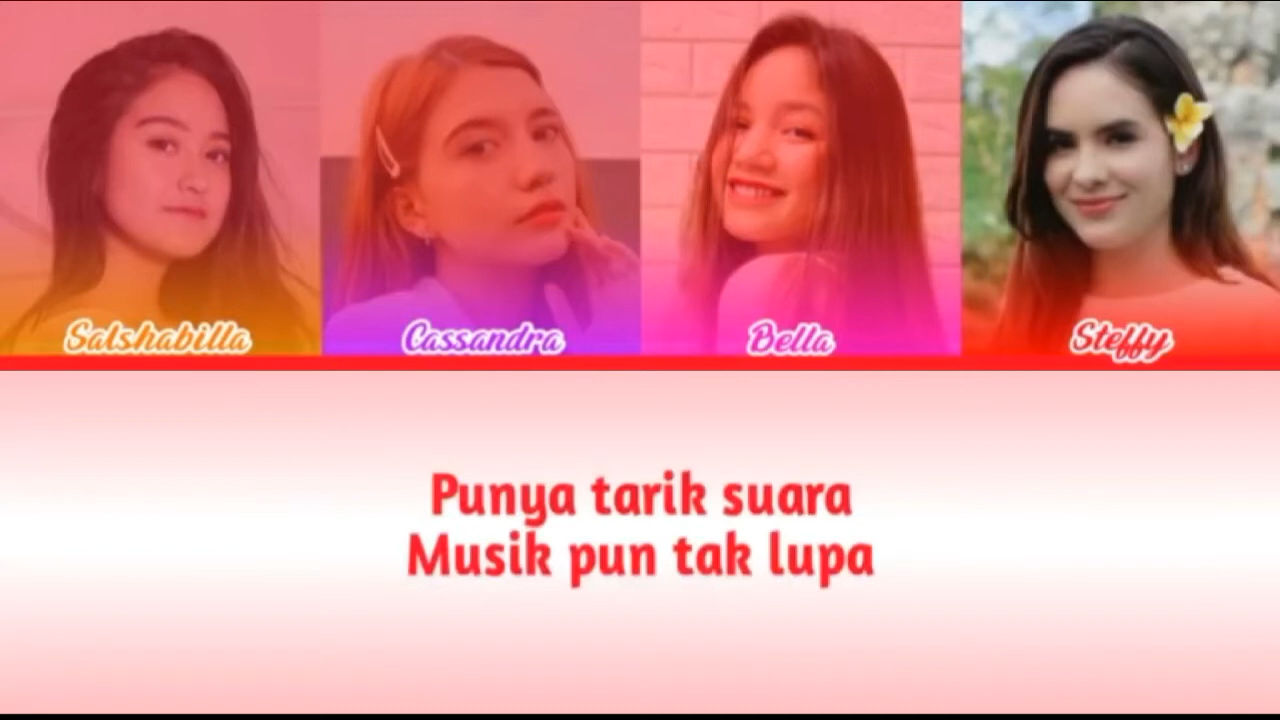 Salshabilla
Cassandra
Bella
Steffy
Punya tarik suara
Musik pun tak lupa